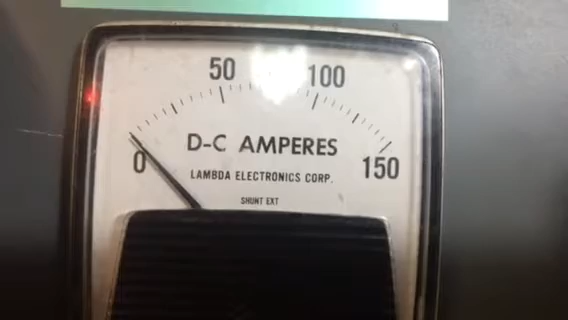 50 100
D-C AMPERES
0 150
LAMBDA ELECTRONICS CORP.
SHUNT EXT